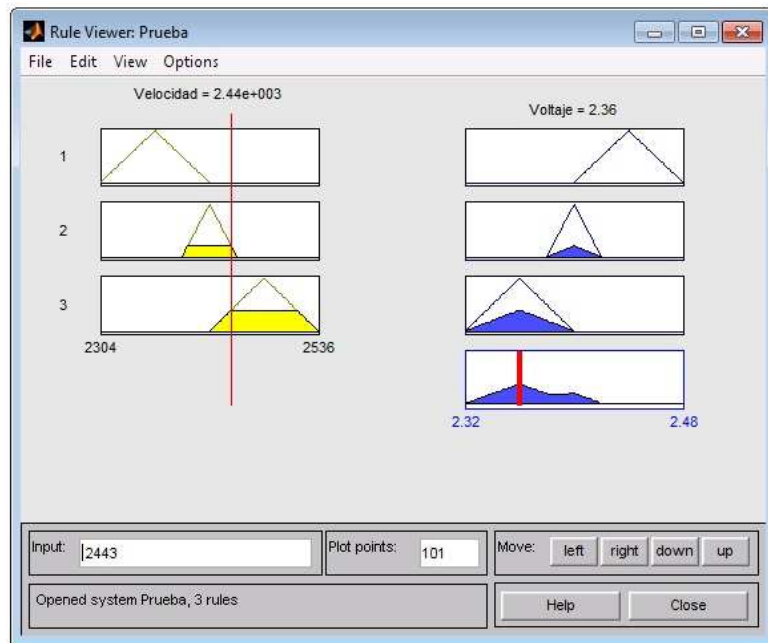 Rule Viewer: Prueba
File Edit View Options
Velocidad = 2.44e+003
Voltaje = 2.36
1
2
3
2304 2536
2.32 2.48
Input: 2443 Plot points: 101 Move: left right down up
Opened system Prueba, 3 rules Help Close